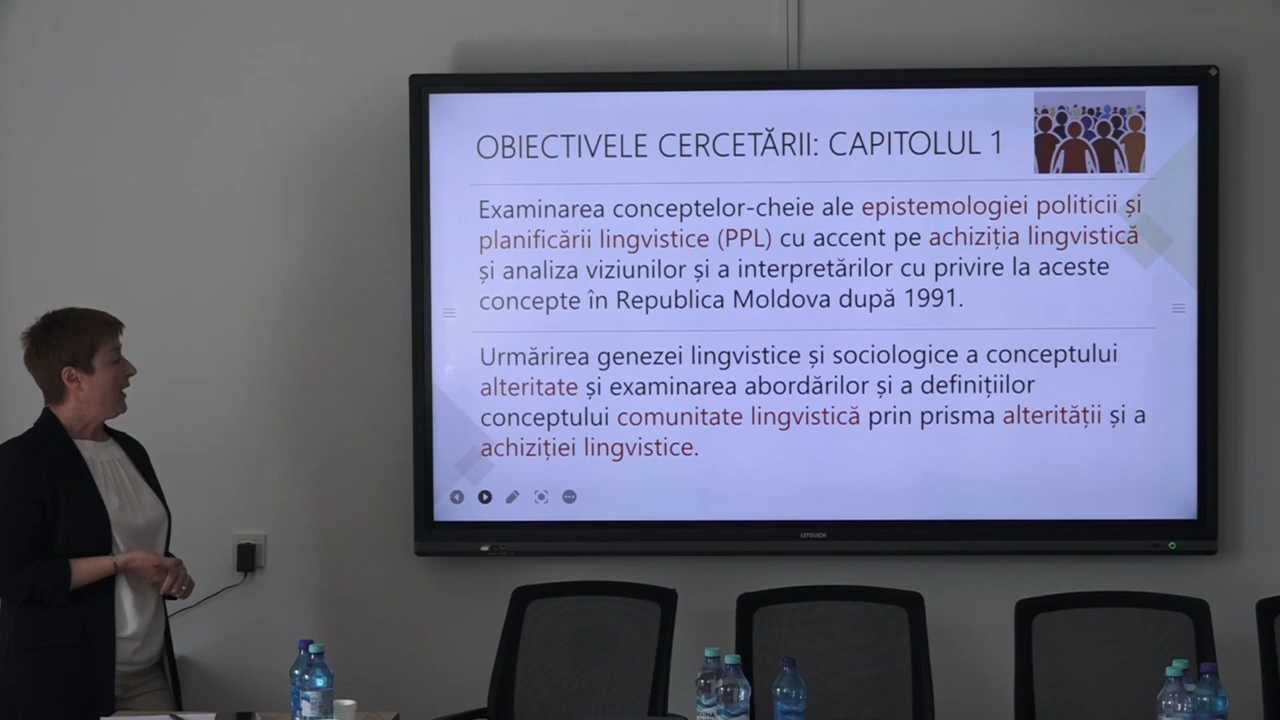 OBIECTIVELE CERCETĂRII: CAPITOLUL 1
Examinarea conceptelor-cheie ale epistemologiei politicii și
planificării lingvistice (PPL) cu accent pe achiziția lingvistică
și analiza viziunilor și a interpretărilor cu privire la aceste
concepte în Republica Moldova după 1991.
Urmărirea genezei lingvistice și sociologice a conceptului
alteritate și examinarea abordărilor și a definițiilor
conceptului comunitate lingvistică prin prisma alterității și a
achiziției lingvistice.